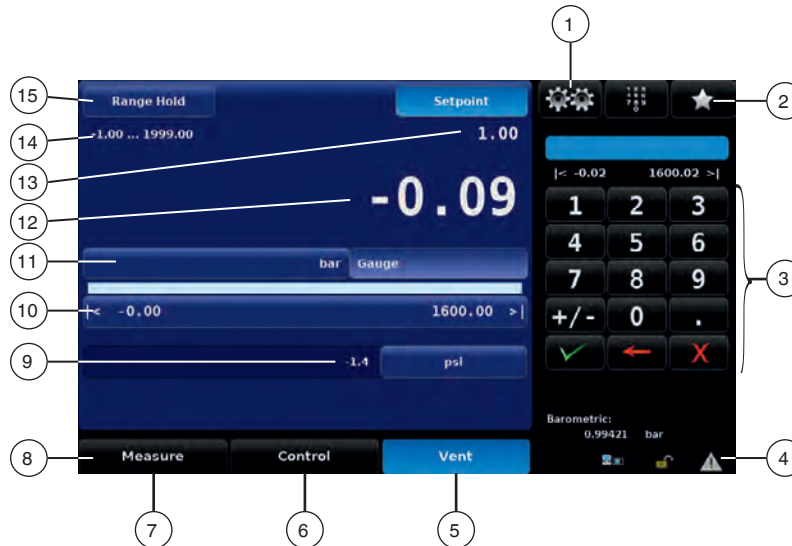 1
15 Range Hold Setpoint 2
14 -1.00 ... 1999.00 1.00
13
|< -0.02 1600.02 >|
12 -0.09
1 2 3
4 5 6
11 bar Gauge
7 8 9 3
10 |< -0.00 1600.00 >|
+/- 0 .
9 -1.4 psi
Barometric:
0.99421 bar
8 Measure Control Vent 4
7 6 5